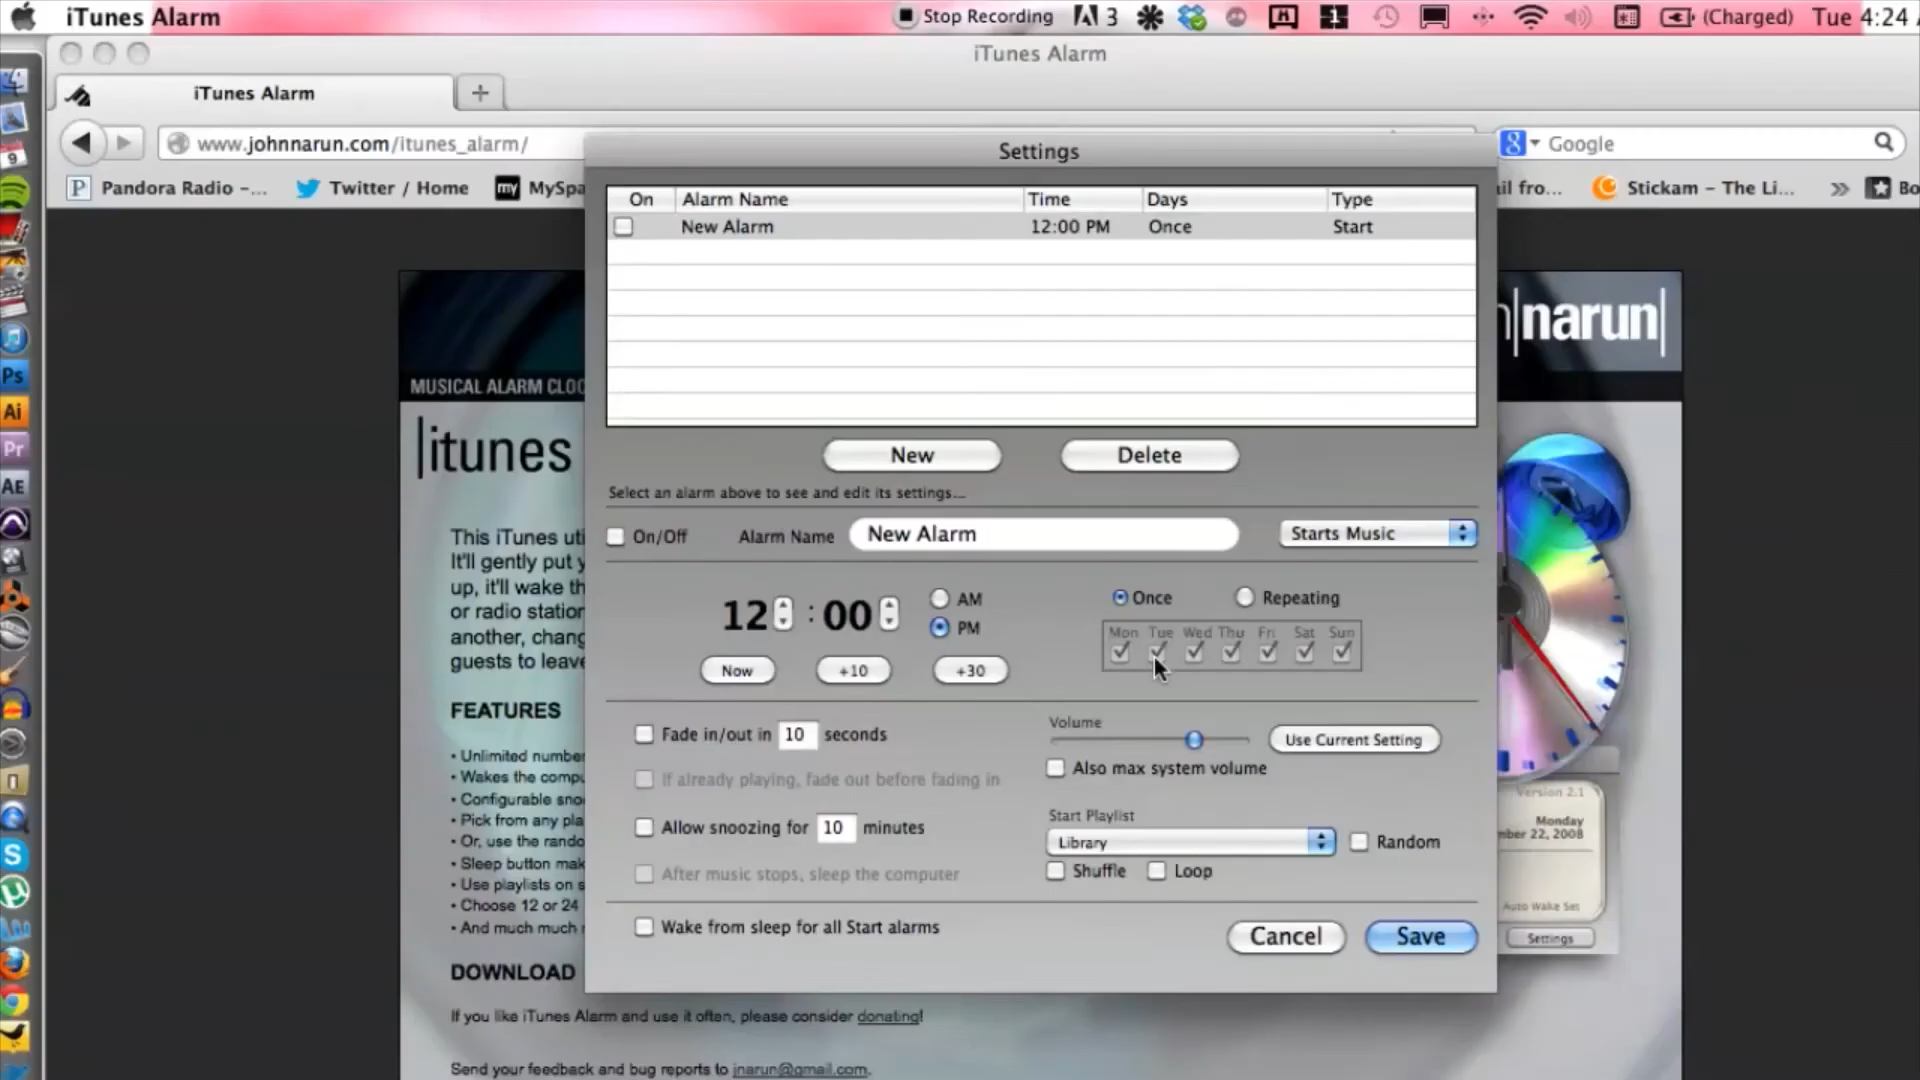 iTunes Alarm
Stop Recording 3 (Charged) Tue 4:24
iTunes Alarm
iTunes Alarm
www.johnnarun.com/itunes_alarm/
Google
Pandora Radio -... Twitter / Home my MySpa
ail fro... Stickam - The Li... Bo
Settings
On Alarm Name Time Days Type
New Alarm 12:00 PM Once Start
New Delete
Select an alarm above to see and edit its settings...
On/Off Alarm Name New Alarm Starts Music
12 : 00 AM PM
Once Repeating
Mon Tue Wed Thu Fri Sat Sun
Now +10 +30
Fade in/out in 10 seconds
If already playing, fade out before fading in
Allow snoozing for 10 minutes
After music stops, sleep the computer
Wake from sleep for all Start alarms
Volume
Use Current Setting
Also max system volume
Start Playlist
Library Random
Shuffle Loop
Cancel Save
MUSICAL ALARM CLOC
|narun|
|itunes
This iTunes uti
It'll gently put y
up, it'll wake th
or radio station
another, chang
guests to leave
FEATURES
• Unlimited number
• Wakes the compu
• Configurable snoo
• Pick from any pla
• Or, use the rando
• Sleep button mak
• Use playlists on s
• Choose 12 or 24
• And much much
DOWNLOAD
If you like iTunes Alarm and use it often, please consider donating!
Send your feedback and bug reports to jnarun@gmail.com.
Version 2.1
Monday
mber 22, 2008
Auto Wake Set
Settings
9
Ps
Ai
Pr
AE
S